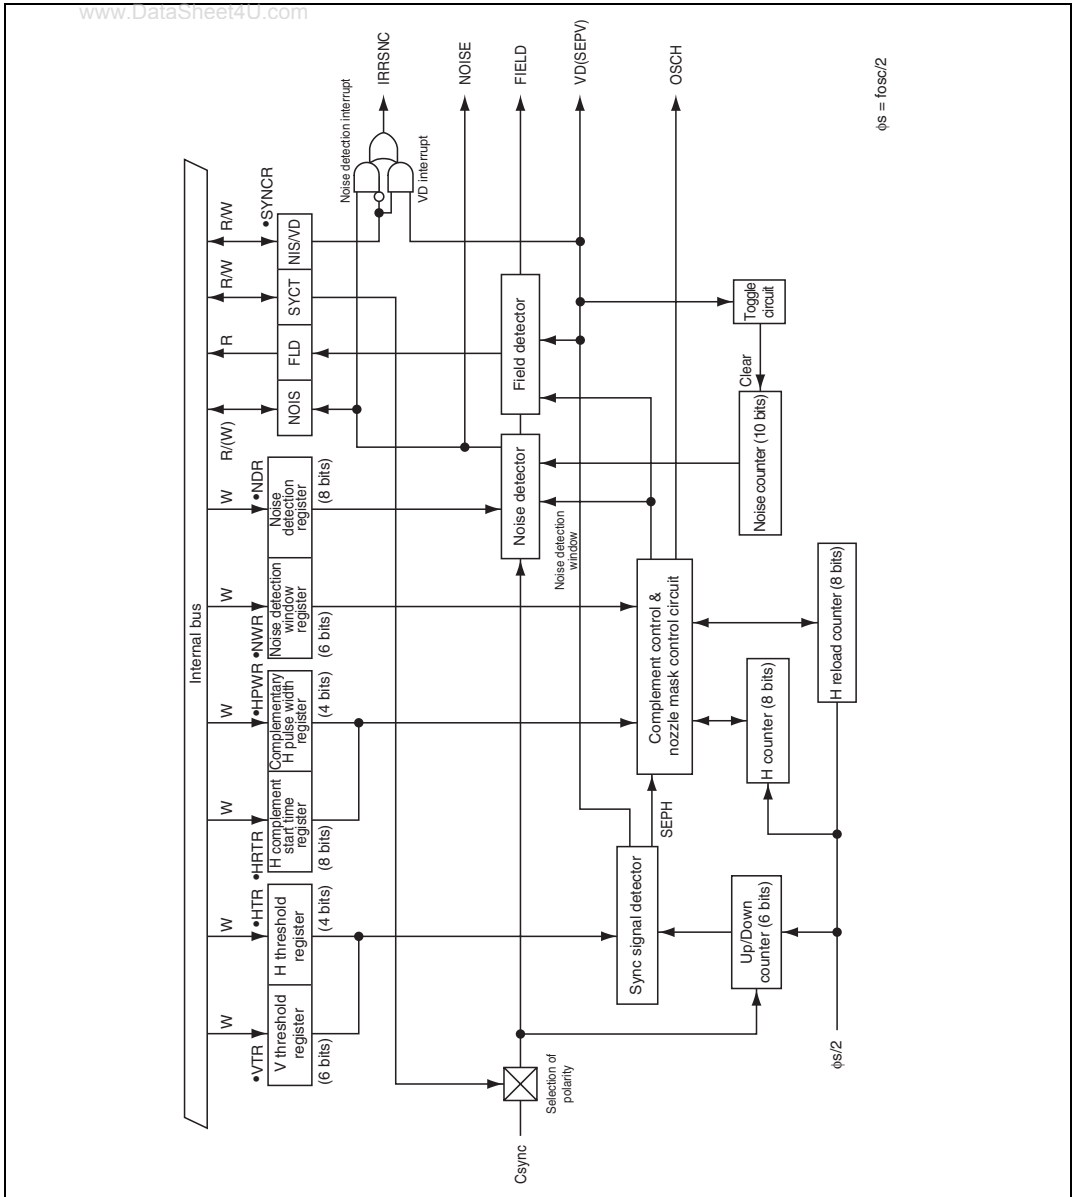 www.DataSheet4U.com
Internal bus
W
W
W
W
W
W
R/(W)
R
R/W
R/W
•VTR
•HTR
•HRTR
•HPWR
•NWR
•NDR
•SYNCR
V threshold
register
(6 bits)
H threshold
register
(4 bits)
H complement
start time
register
(8 bits)
Complementary
H pulse width
register
(4 bits)
Noise detection
window
register
(6 bits)
Noise
detection
register
(8 bits)
NOIS
FLD
SYCT
NIS/VD
Noise detection interrupt
VD interrupt
IRRSNC
NOISE
FIELD
VD(SEPV)
OSCH
Csync
Selection of
polarity
Noise detector
Field detector
Noise detection
window
Sync signal detector
SEPH
Complement control &
nozzle mask control circuit
Toggle
circuit
Clear
Noise counter (10 bits)
Up/Down
counter (6 bits)
H counter (8 bits)
H reload counter (8 bits)
ϕs/2
ϕs = fosc/2